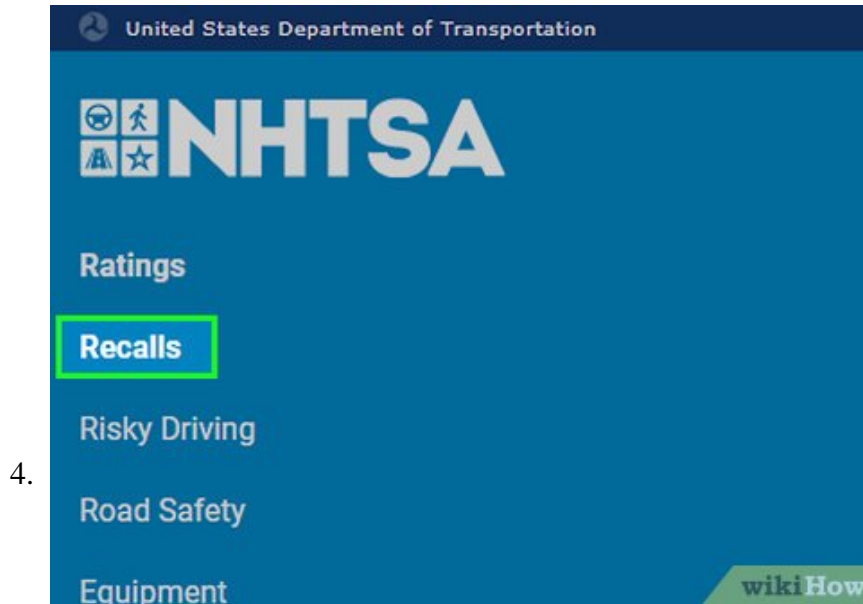 United States Department of Transportation
NHTSA
Ratings
Recalls
Risky Driving
4.
Road Safety
Equipment
wikiHow